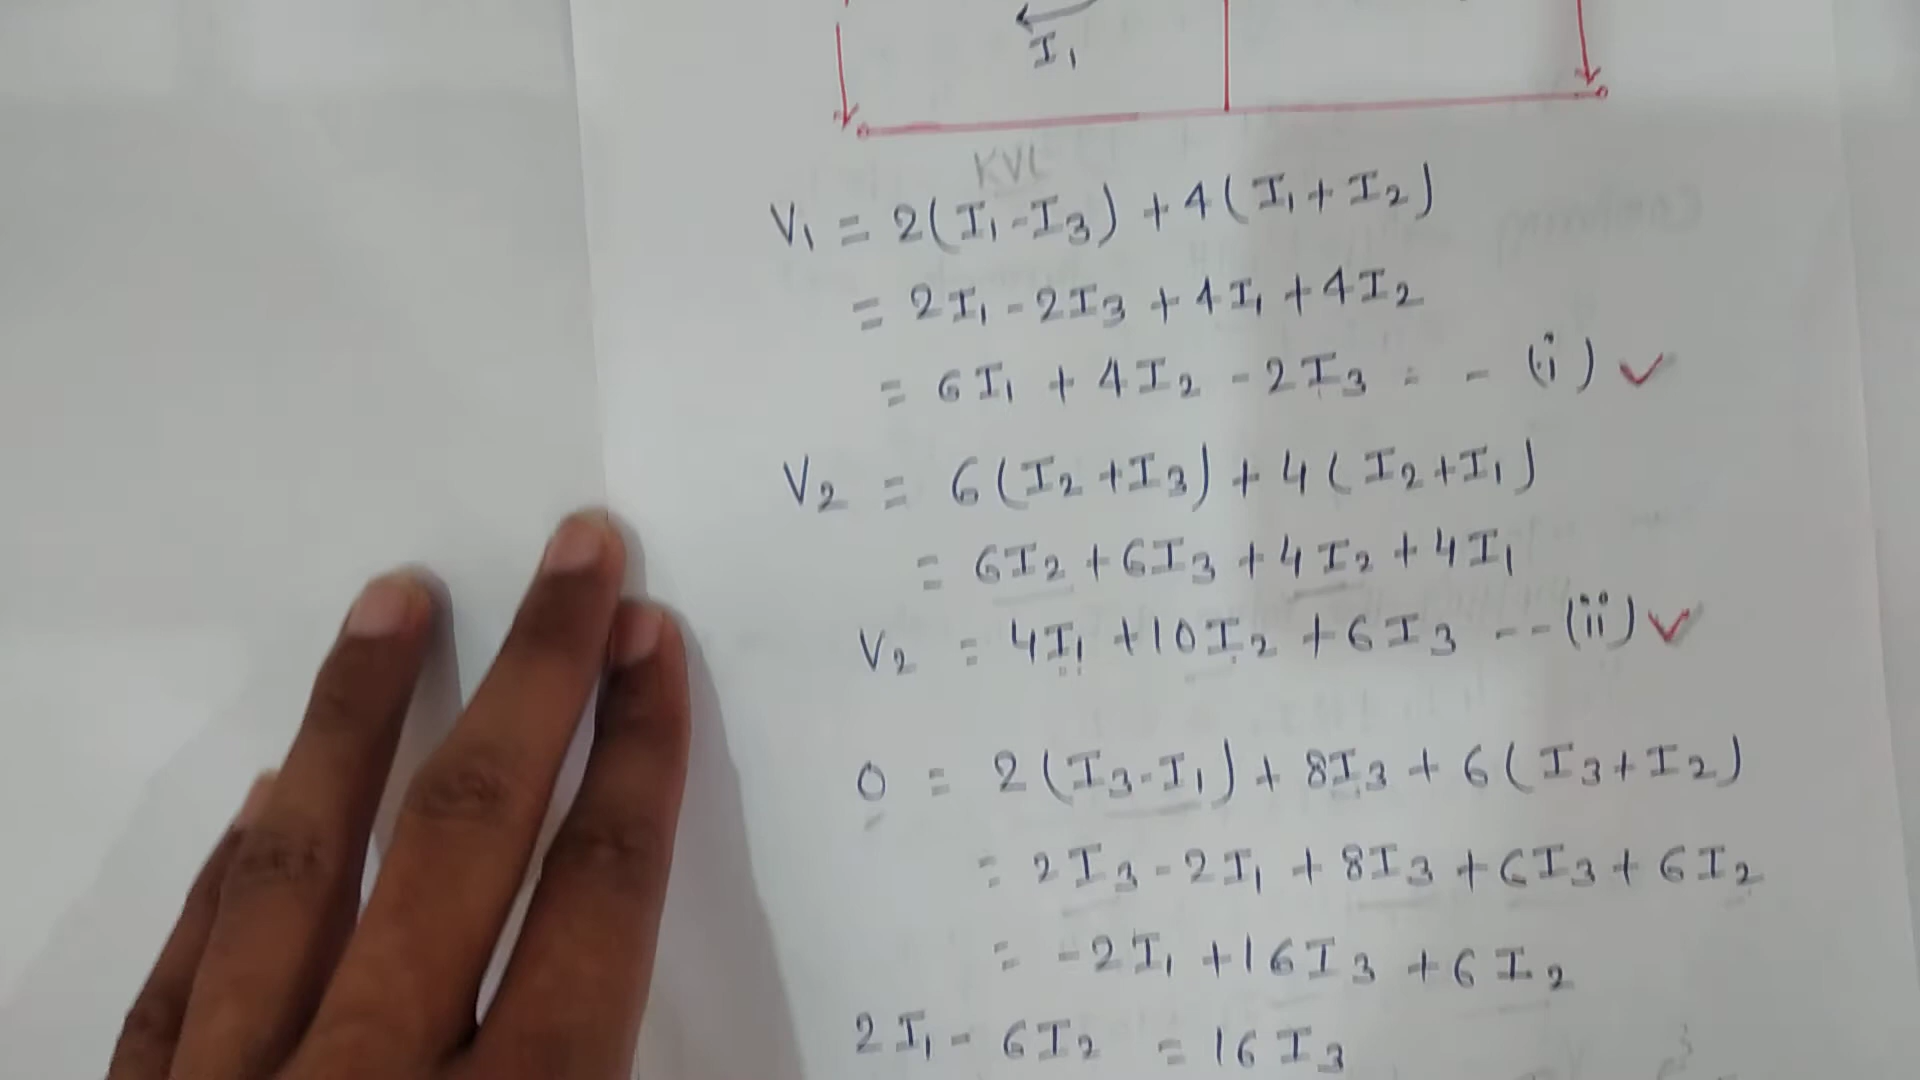 I₁
KVL
V₁ = 2(I₁-I₃) + 4(I₁+I₂)
= 2I₁ - 2I₃ + 4I₁ + 4I₂
= 6I₁ + 4I₂ - 2I₃ - - (i) ✓
V₂ = 6(I₂+I₃) + 4(I₂+I₁)
= 6I₂ + 6I₃ + 4I₂ + 4I₁
V₂ = 4I₁ + 10I₂ + 6I₃ -- (ii) ✓
0 = 2(I₃-I₁) + 8I₃ + 6(I₃+I₂)
= 2I₃ - 2I₁ + 8I₃ + 6I₃ + 6I₂
= -2I₁ + 16I₃ + 6I₂
2I₁ - 6I₂ = 16I₃